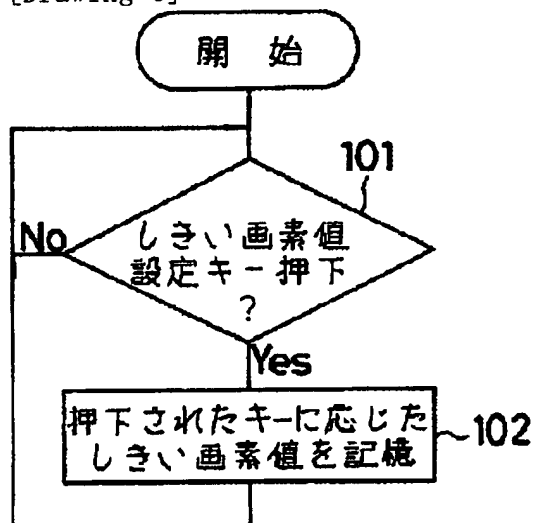 開 始
101
No
しきい画素値
設定キー押下
?
Yes
押下されたキーに応じた
しきい画素値を記憶
102